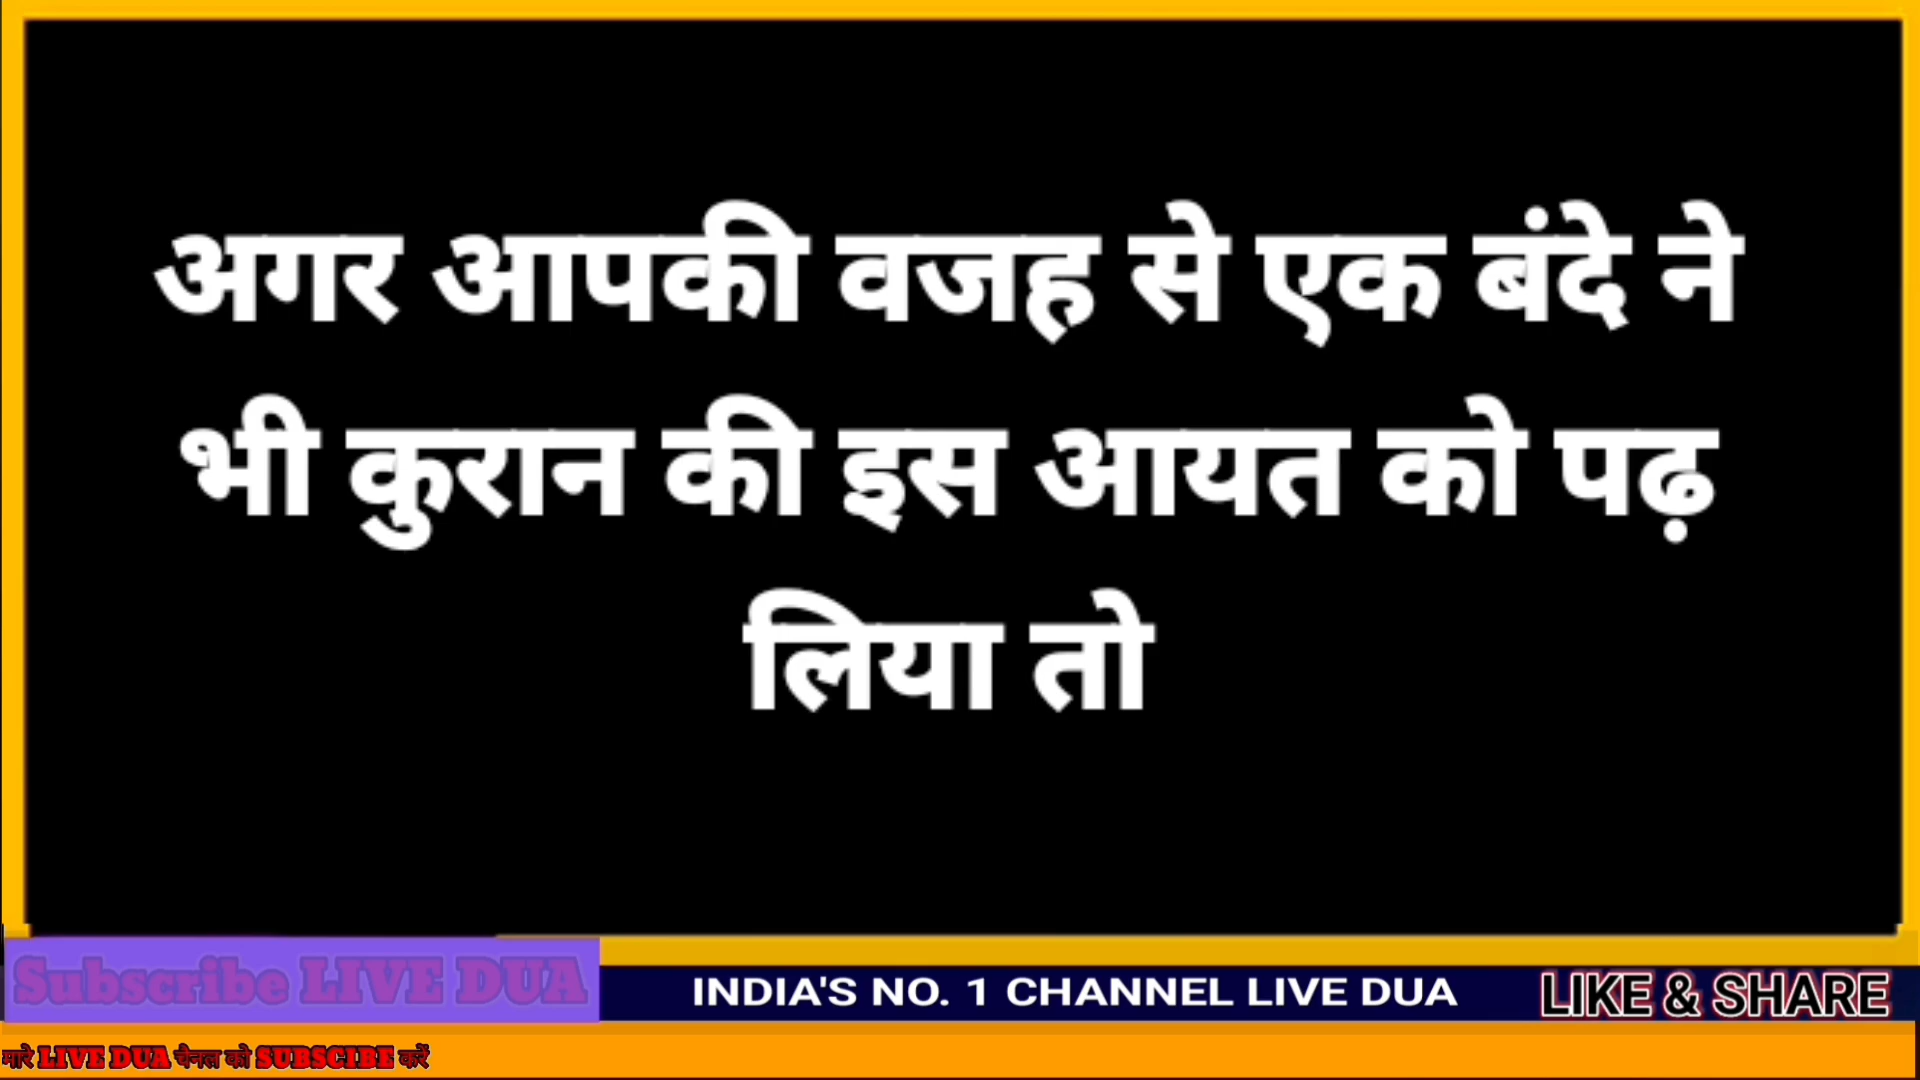 अगर आपकी वजह से एक बंदे ने
भी कुरान की इस आयत को पढ़
लिया तो
Subscribe LIVE DUA
INDIA'S NO. 1 CHANNEL LIVE DUA
LIKE & SHARE
मारे LIVE DUA चैनल को SUBSCIBE करें